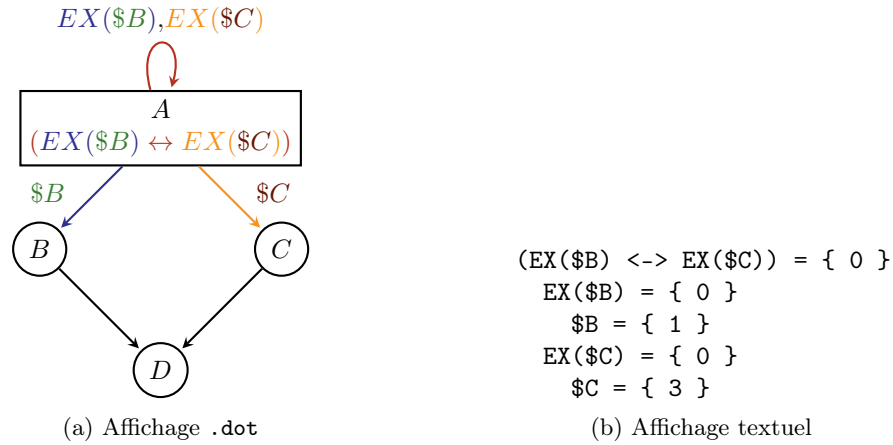 EX($B),EX($C)
A
(EX($B) ↔ EX($C))
$B
$C
B
C
D
(a) Affichage .dot
(EX($B) <-> EX($C)) = { 0 }
EX($B) = { 0 }
$B = { 1 }
EX($C) = { 0 }
$C = { 3 }
(b) Affichage textuel